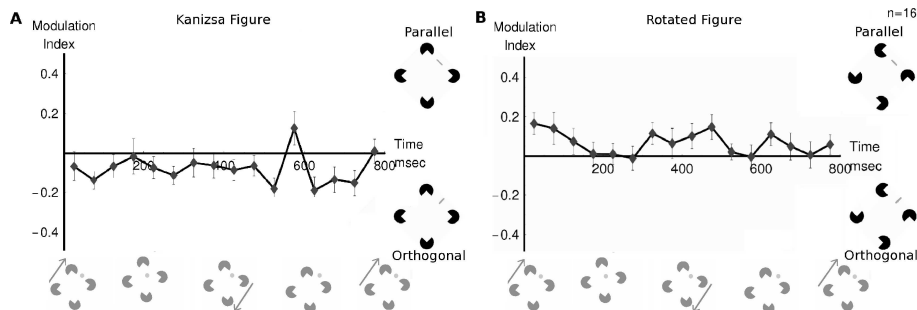 A
Kanizsa Figure
Modulation
Index
Parallel
0.4
0.2
Time
msec
200
400
600
800
−0.2
−0.4
Orthogonal
B
Rotated Figure
n=16
Modulation
Index
Parallel
0.4
0.2
Time
msec
200
400
600
800
−0.2
−0.4
Orthogonal